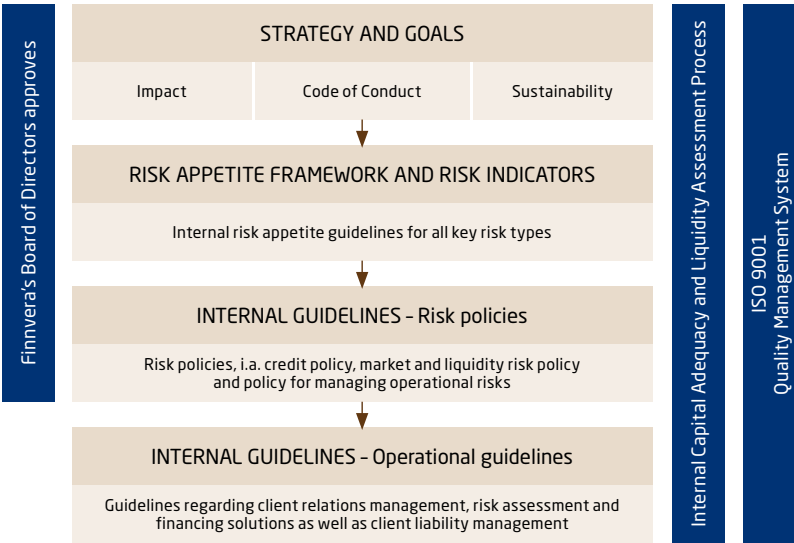 Finnvera's Board of Directors approves
STRATEGY AND GOALS
Impact
Code of Conduct
Sustainability
RISK APPETITE FRAMEWORK AND RISK INDICATORS
Internal risk appetite guidelines for all key risk types
INTERNAL GUIDELINES – Risk policies
Risk policies, i.a. credit policy, market and liquidity risk policy
and policy for managing operational risks
INTERNAL GUIDELINES – Operational guidelines
Guidelines regarding client relations management, risk assessment and
financing solutions as well as client liability management
Internal Capital Adequacy and Liquidity Assessment Process
ISO 9001
Quality Management System